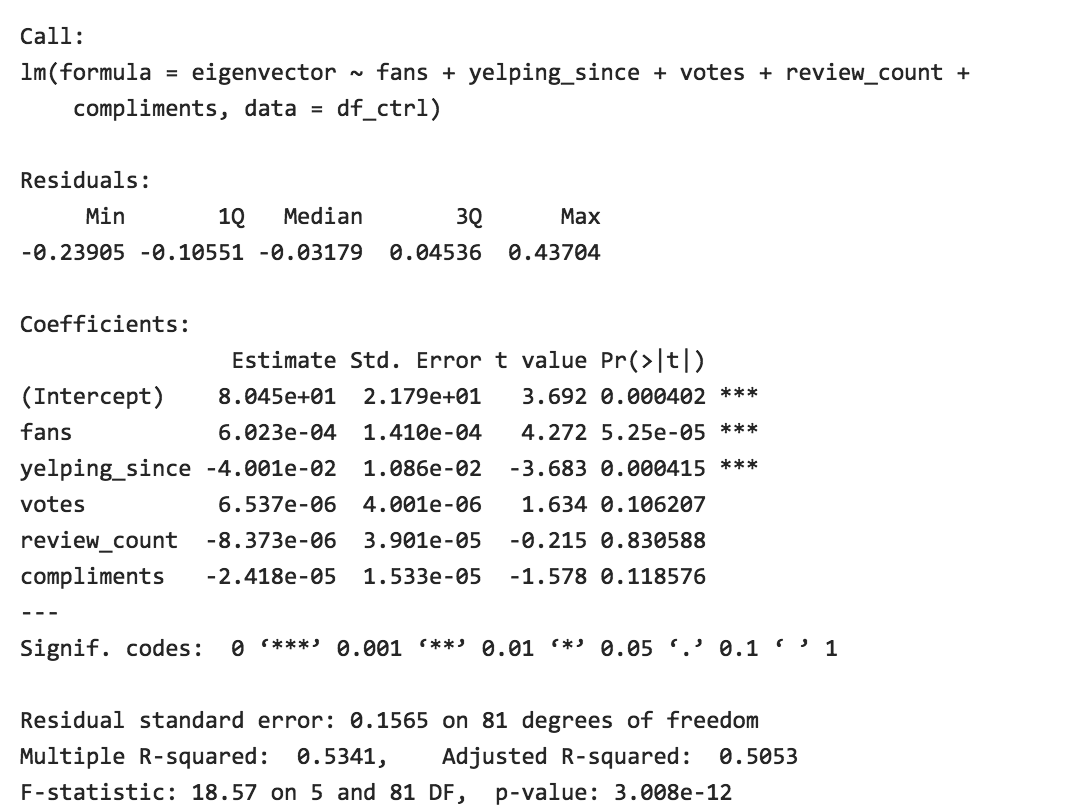 Call:
lm(formula = eigenvector ~ fans + yelping_since + votes + review_count +
    compliments, data = df_ctrl)
Residuals:
     Min       1Q   Median       3Q      Max
-0.23905 -0.10551 -0.03179  0.04536  0.43704
Coefficients:
                Estimate Std. Error t value Pr(>|t|)
(Intercept)    8.045e+01  2.179e+01   3.692 0.000402 ***
fans           6.023e-04  1.410e-04   4.272 5.25e-05 ***
yelping_since -4.001e-02  1.086e-02  -3.683 0.000415 ***
votes          6.537e-06  4.001e-06   1.634 0.106207
review_count  -8.373e-06  3.901e-05  -0.215 0.830588
compliments   -2.418e-05  1.533e-05  -1.578 0.118576
---
Signif. codes:  0 ‘***’ 0.001 ‘**’ 0.01 ‘*’ 0.05 ‘.’ 0.1 ‘ ’ 1
Residual standard error: 0.1565 on 81 degrees of freedom
Multiple R-squared:  0.5341,    Adjusted R-squared:  0.5053
F-statistic: 18.57 on 5 and 81 DF,  p-value: 3.008e-12